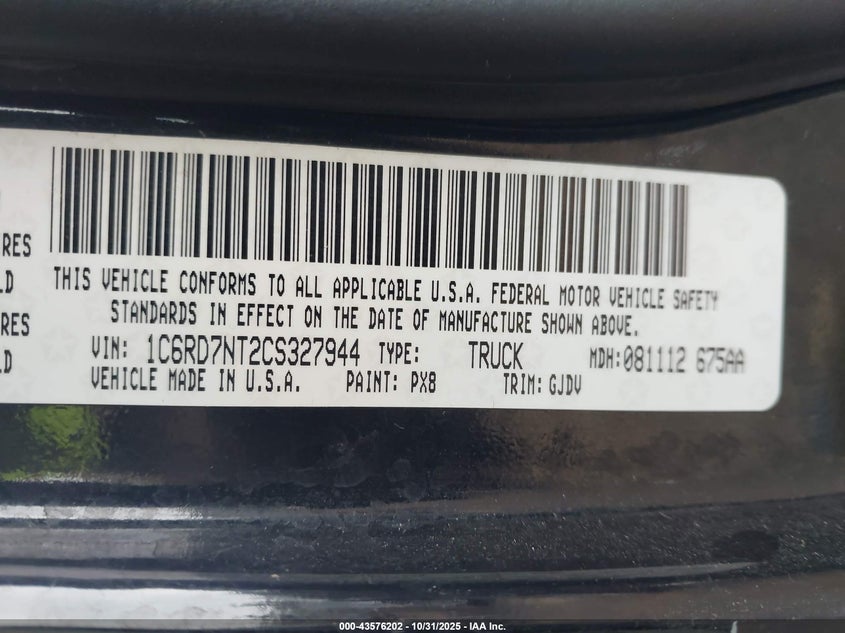 RES
LD
RES
LD
THIS VEHICLE CONFORMS TO ALL APPLICABLE U.S.A. FEDERAL MOTOR VEHICLE SAFETY
STANDARDS IN EFFECT ON THE DATE OF MANUFACTURE SHOWN ABOVE.
VIN: 1C6RD7NT2CS327944 TYPE: TRUCK MDH:081112 675AA
VEHICLE MADE IN U.S.A. PAINT: PX8 TRIM: GJDV
000-43576202 - 10/31/2025 - IAA Inc.